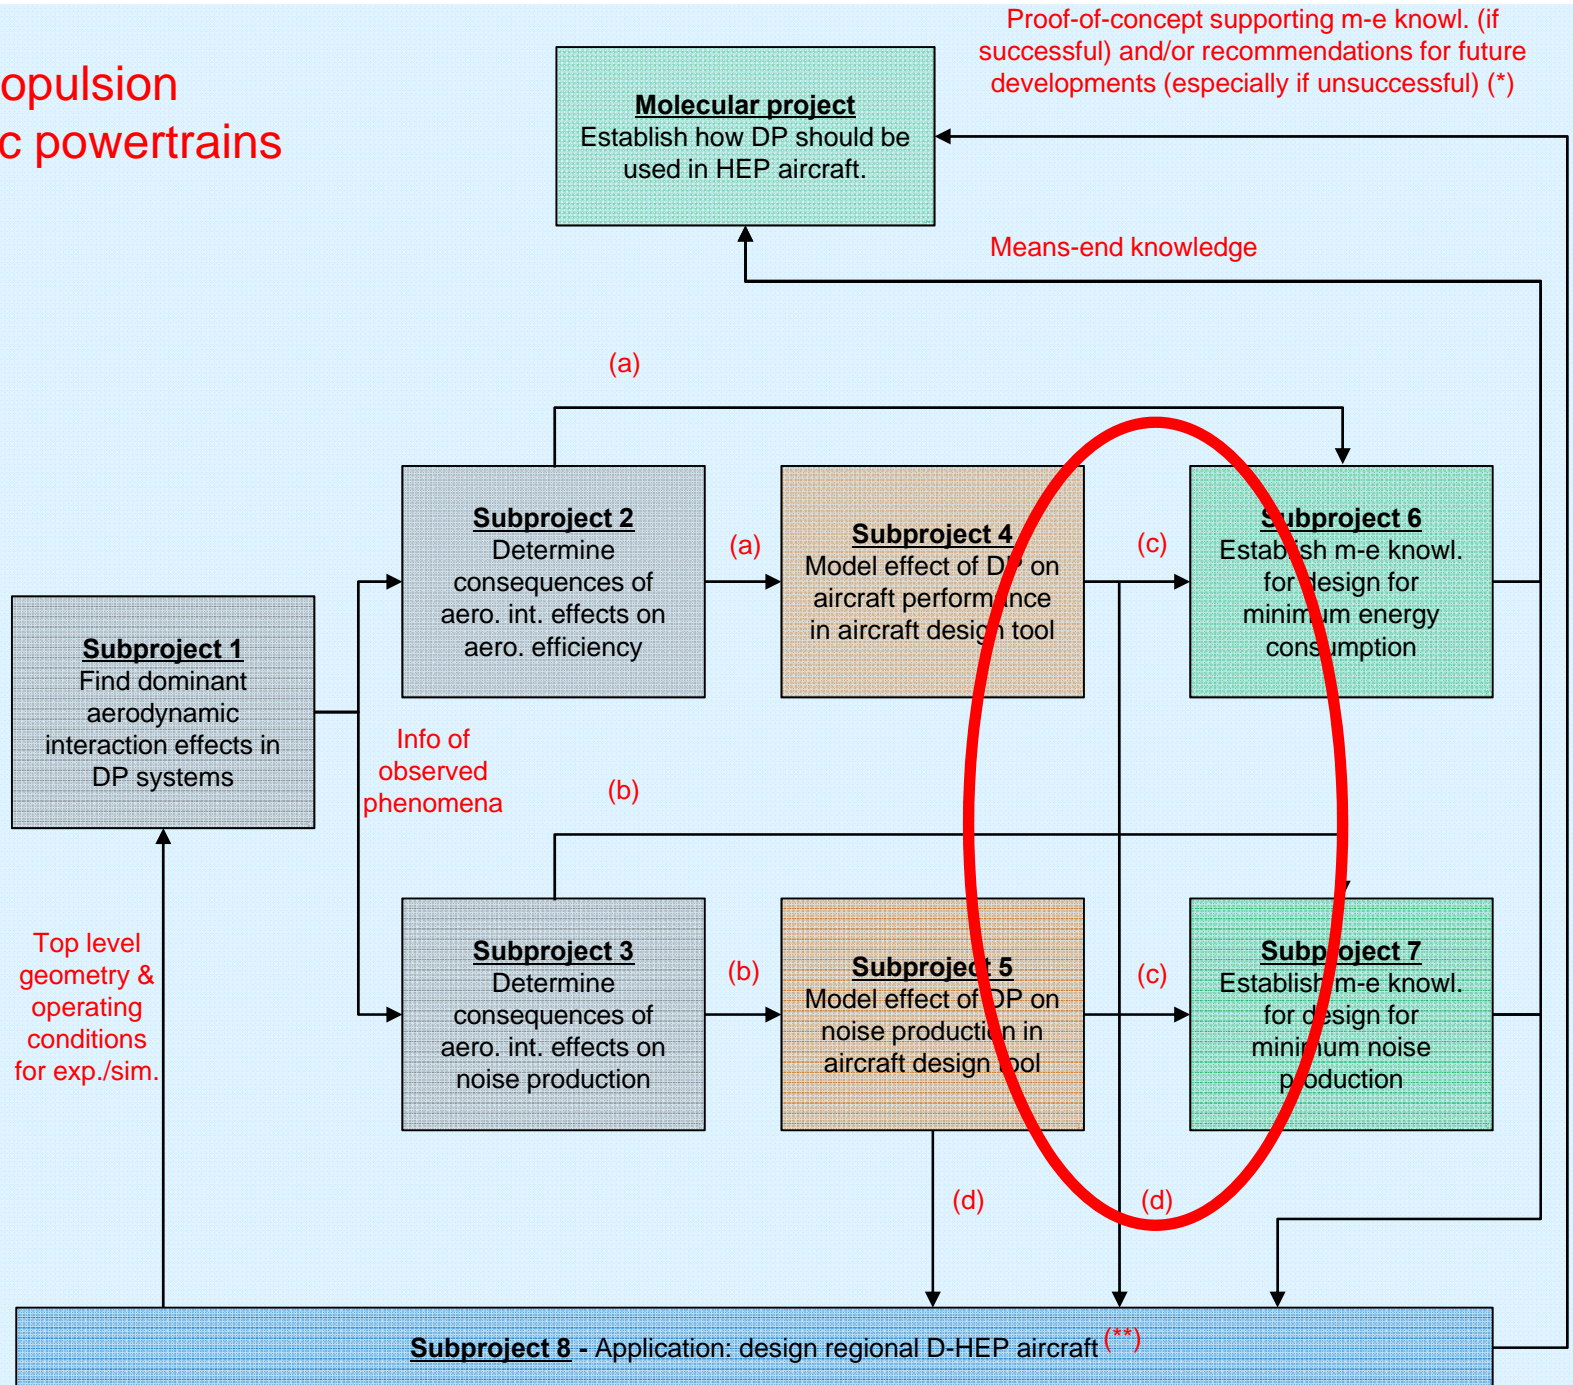 Proof-of-concept supporting m-e knowl. (if
successful) and/or recommendations for future
developments (especially if unsuccessful) (*)
opulsion
c powertrains
Molecular project
Establish how DP should be
used in HEP aircraft.
Means-end knowledge
(a)
Subproject 2
Determine
consequences of
aero. int. effects on
aero. efficiency
(a)
Subproject 4
Model effect of DP on
aircraft performance
in aircraft design tool
(c)
Subproject 6
Establish m-e knowl.
for design for
minimum energy
consumption
Subproject 1
Find dominant
aerodynamic
interaction effects in
DP systems
Info of
observed
phenomena
(b)
Top level
geometry &
operating
conditions
for exp./sim.
Subproject 3
Determine
consequences of
aero. int. effects on
noise production
(b)
Subproject 5
Model effect of DP on
noise production in
aircraft design tool
(c)
Subproject 7
Establish m-e knowl.
for design for
minimum noise
production
(d)
(d)
Subproject 8 - Application: design regional D-HEP aircraft (**)